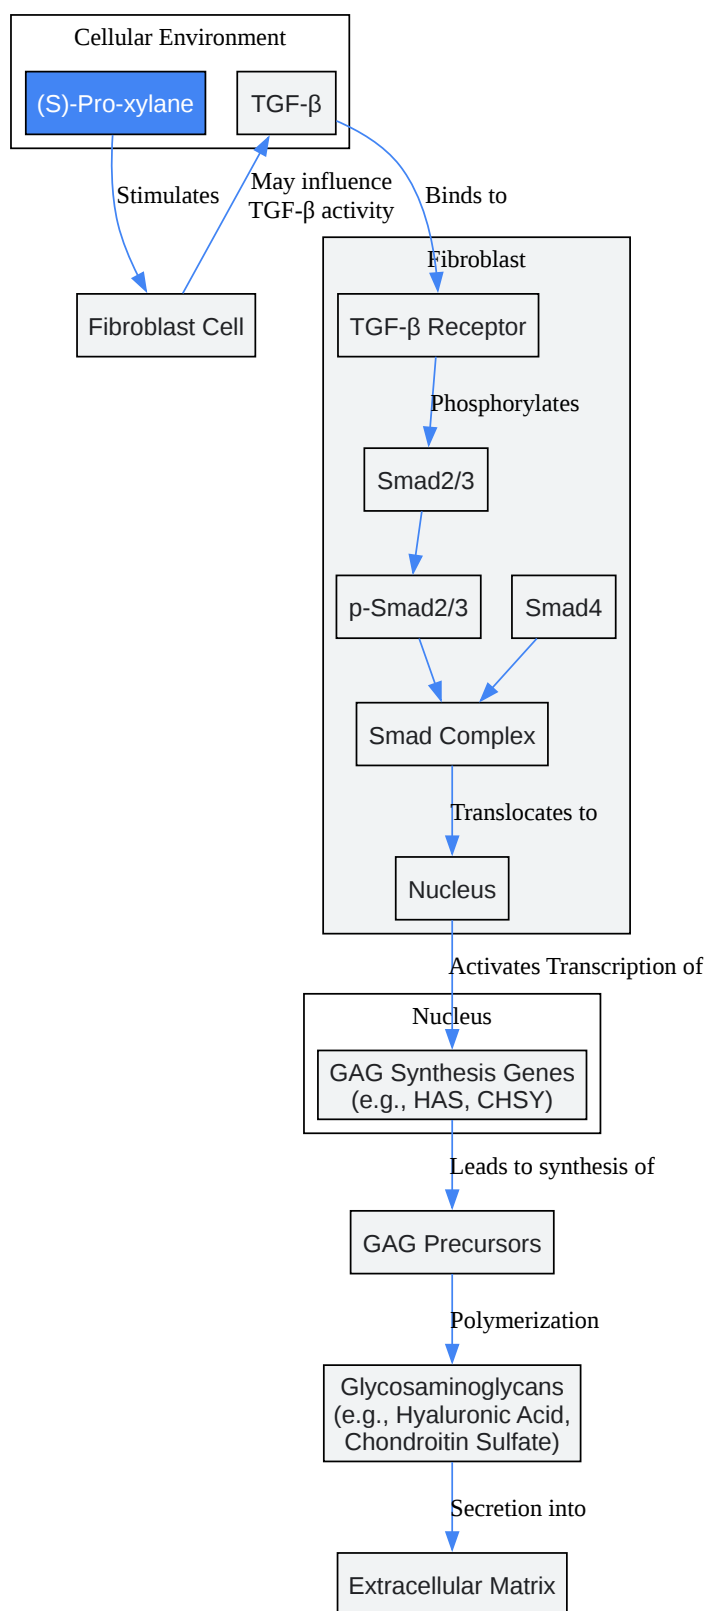 Cellular Environment
(S)-Pro-xylane
TGF-β
Stimulates
May influence
TGF-β activity
Binds to
Fibroblast
Fibroblast Cell
TGF-β Receptor
Phosphorylates
Smad2/3
p-Smad2/3
Smad4
Smad Complex
Translocates to
Nucleus
Activates Transcription of
Nucleus
GAG Synthesis Genes
(e.g., HAS, CHSY)
Leads to synthesis of
GAG Precursors
Polymerization
Glycosaminoglycans
(e.g., Hyaluronic Acid,
Chondroitin Sulfate)
Secretion into
Extracellular Matrix